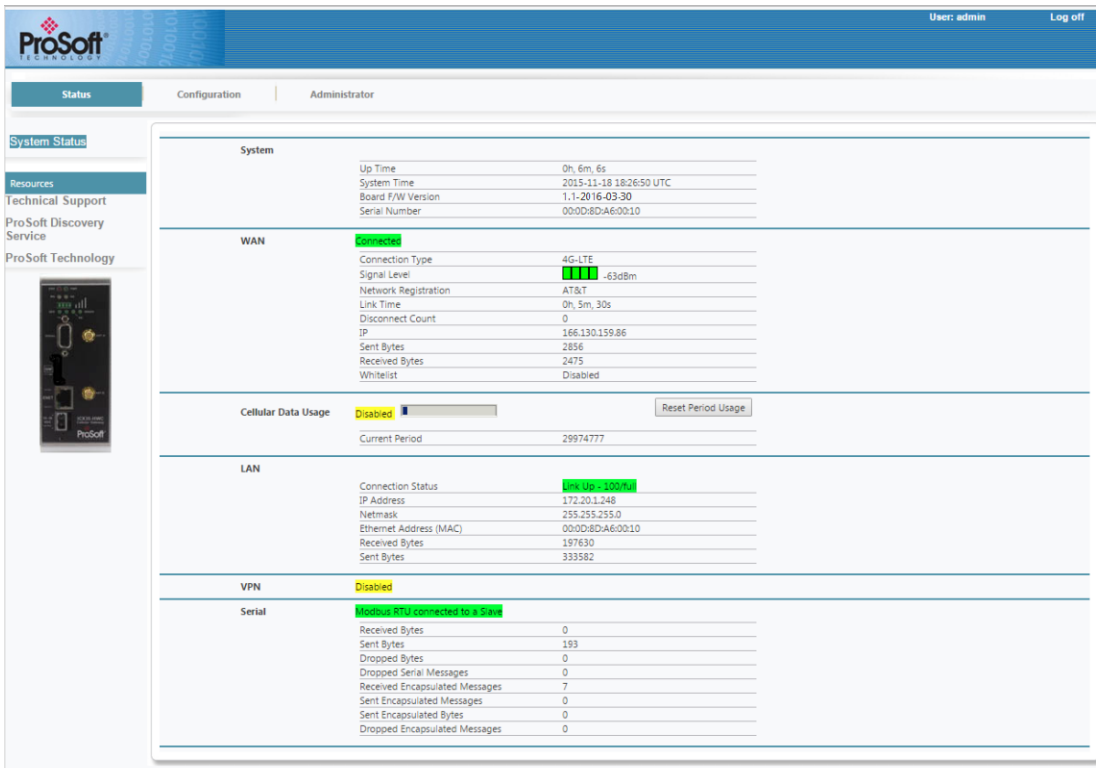 User: admin Log off
ProSoft®
TECHNOLOGY
Status Configuration Administrator
System Status
Resources
Technical Support
ProSoft Discovery
Service
ProSoft Technology
ProSoft
System
Up Time 0h, 6m, 6s
System Time 2015-11-18 18:26:50 UTC
Board F/W Version 1.1-2016-03-30
Serial Number 00:0D:8D:A6:00:10
WAN Connected
Connection Type 4G-LTE
Signal Level -63dBm
Network Registration AT&T
Link Time 0h, 5m, 30s
Disconnect Count 0
IP 166.130.159.86
Sent Bytes 2856
Received Bytes 2475
Whitelist Disabled
Cellular Data Usage Disabled Reset Period Usage
Current Period 29974777
LAN
Connection Status Link Up - 100/full
IP Address 172.20.1.248
Netmask 255.255.255.0
Ethernet Address (MAC) 00:0D:8D:A6:00:10
Received Bytes 197630
Sent Bytes 333582
VPN Disabled
Serial Modbus RTU connected to a Slave
Received Bytes 0
Sent Bytes 193
Dropped Bytes 0
Dropped Serial Messages 0
Received Encapsulated Messages 7
Sent Encapsulated Messages 0
Sent Encapsulated Bytes 0
Dropped Encapsulated Messages 0